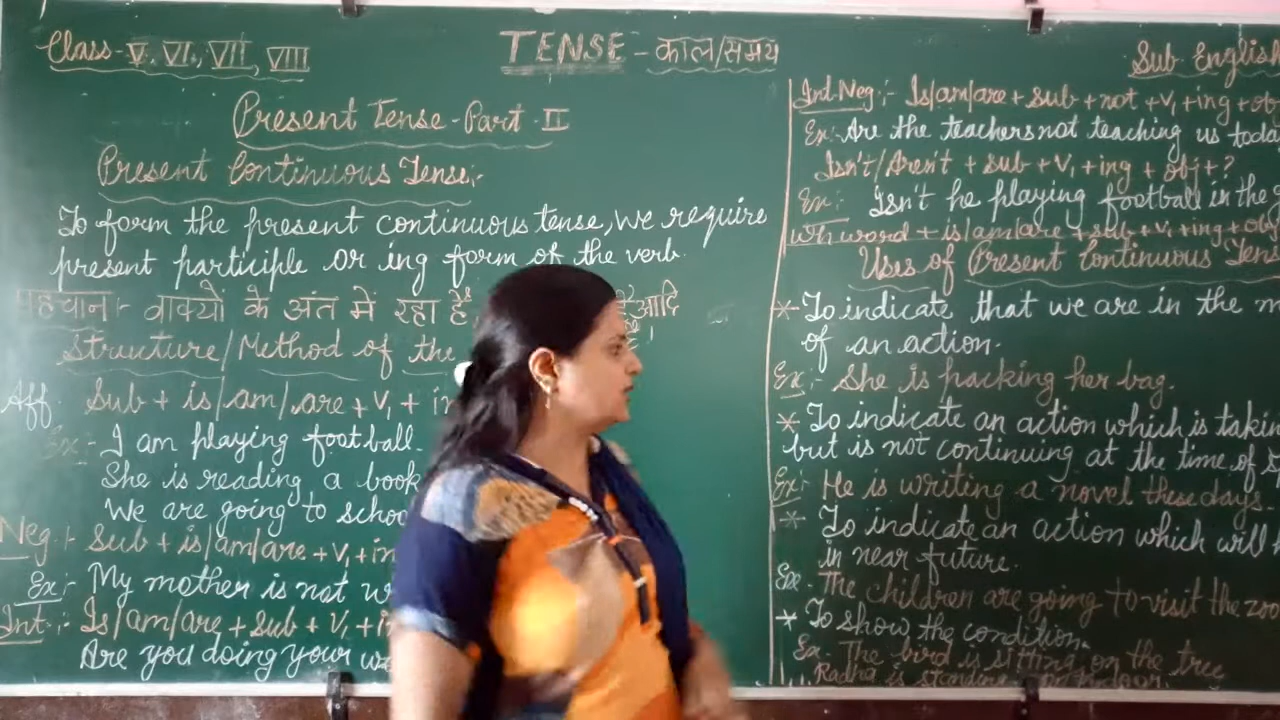 Class - V, VI, VII, VIII
TENSE - काल/समय
Sub- English
Present Tense - Part - II
Present Continuous Tense:-
To form the present continuous tense, we require
present participle or ing form of the verb.
पहचान:- वाक्यों के अंत में रहा है आदि
Structure/Method of the
Aff. Sub + is/am/are + V1 + in
Ex:- I am playing football.
She is reading a book
We are going to schoo
Neg:- Sub + is/am/are + V1 + in
Ex:- My mother is not w
Int:- Is/am/are + sub + V1 + i
Are you doing your w
Int.Neg:- Is/am/are + sub + not + V1 + ing + ob
Ex: Are the teachers not teaching us toda
Isn't/Aren't + sub + V1 + ing + obj + ?
Ex:- Isn't he playing football in the g
Wh word + is/am/are + sub + V1 + ing + ob
Uses of Present Continuous Tens
* To indicate that we are in the m
of an action.
Ex:- She is packing her bag.
* To indicate an action which is takin
but is not continuing at the time of s
Ex:- He is writing a novel these days.
* To indicate an action which will
in near future.
Ex- The children are going to visit the zoo
* To show the condition.
Ex- The bird is sitting on the tree
Radha is standing